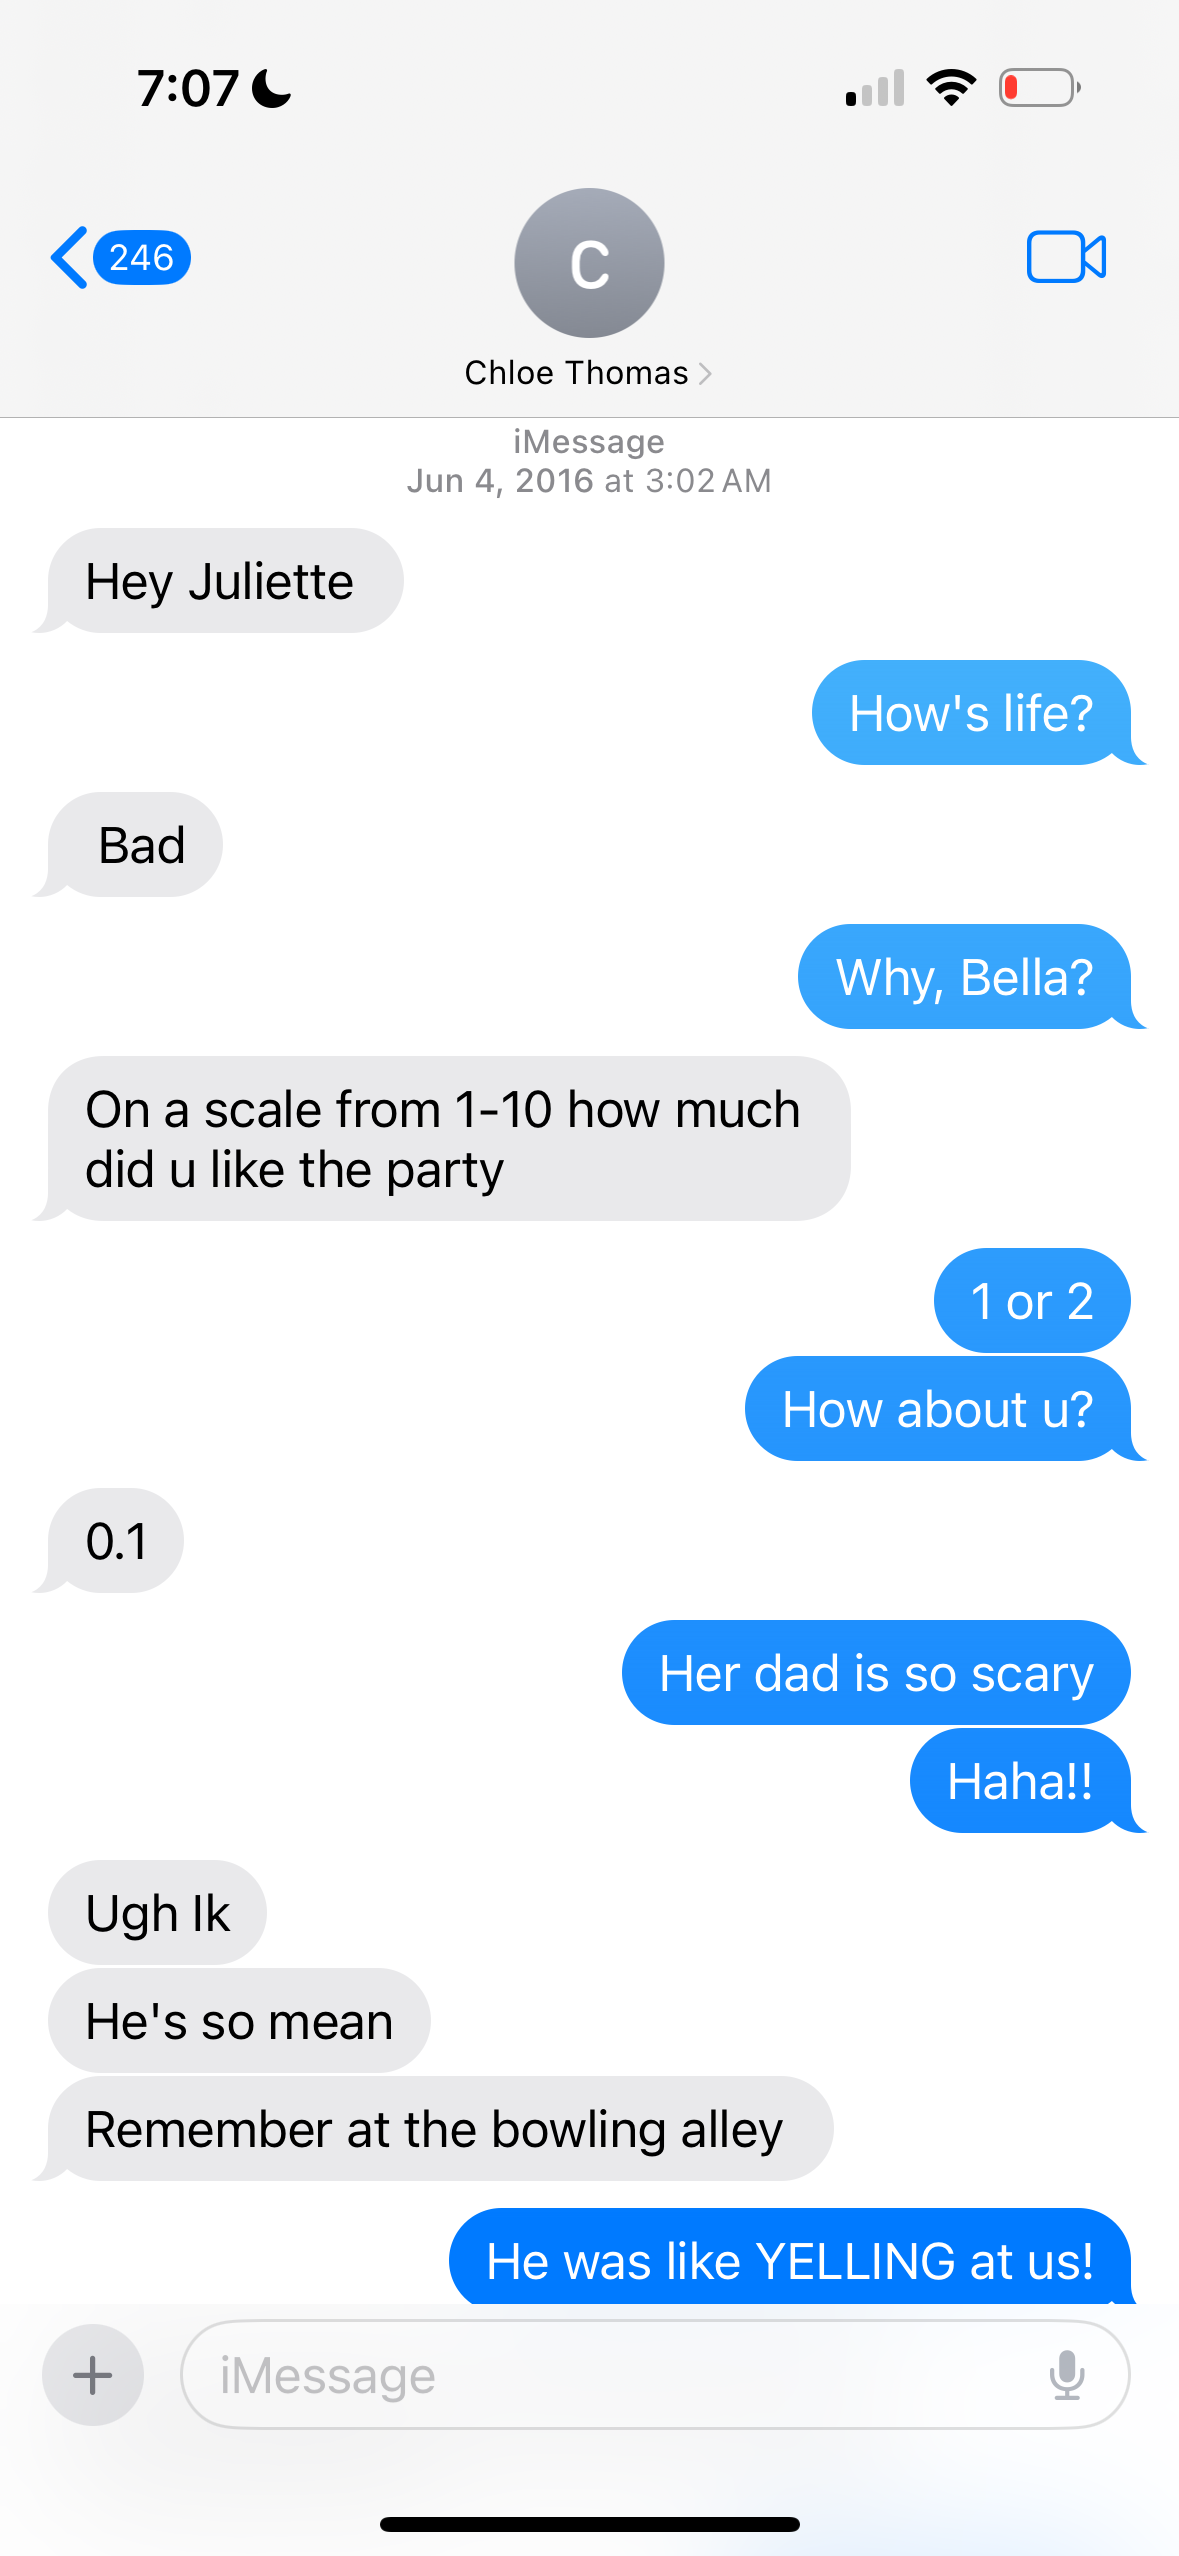 7:07
246
C
Chloe Thomas
iMessage
Jun 4, 2016 at 3:02 AM
Hey Juliette
How's life?
Bad
Why, Bella?
On a scale from 1-10 how much
did u like the party
1 or 2
How about u?
0.1
Her dad is so scary
Haha!!
Ugh Ik
He's so mean
Remember at the bowling alley
He was like YELLING at us!
iMessage